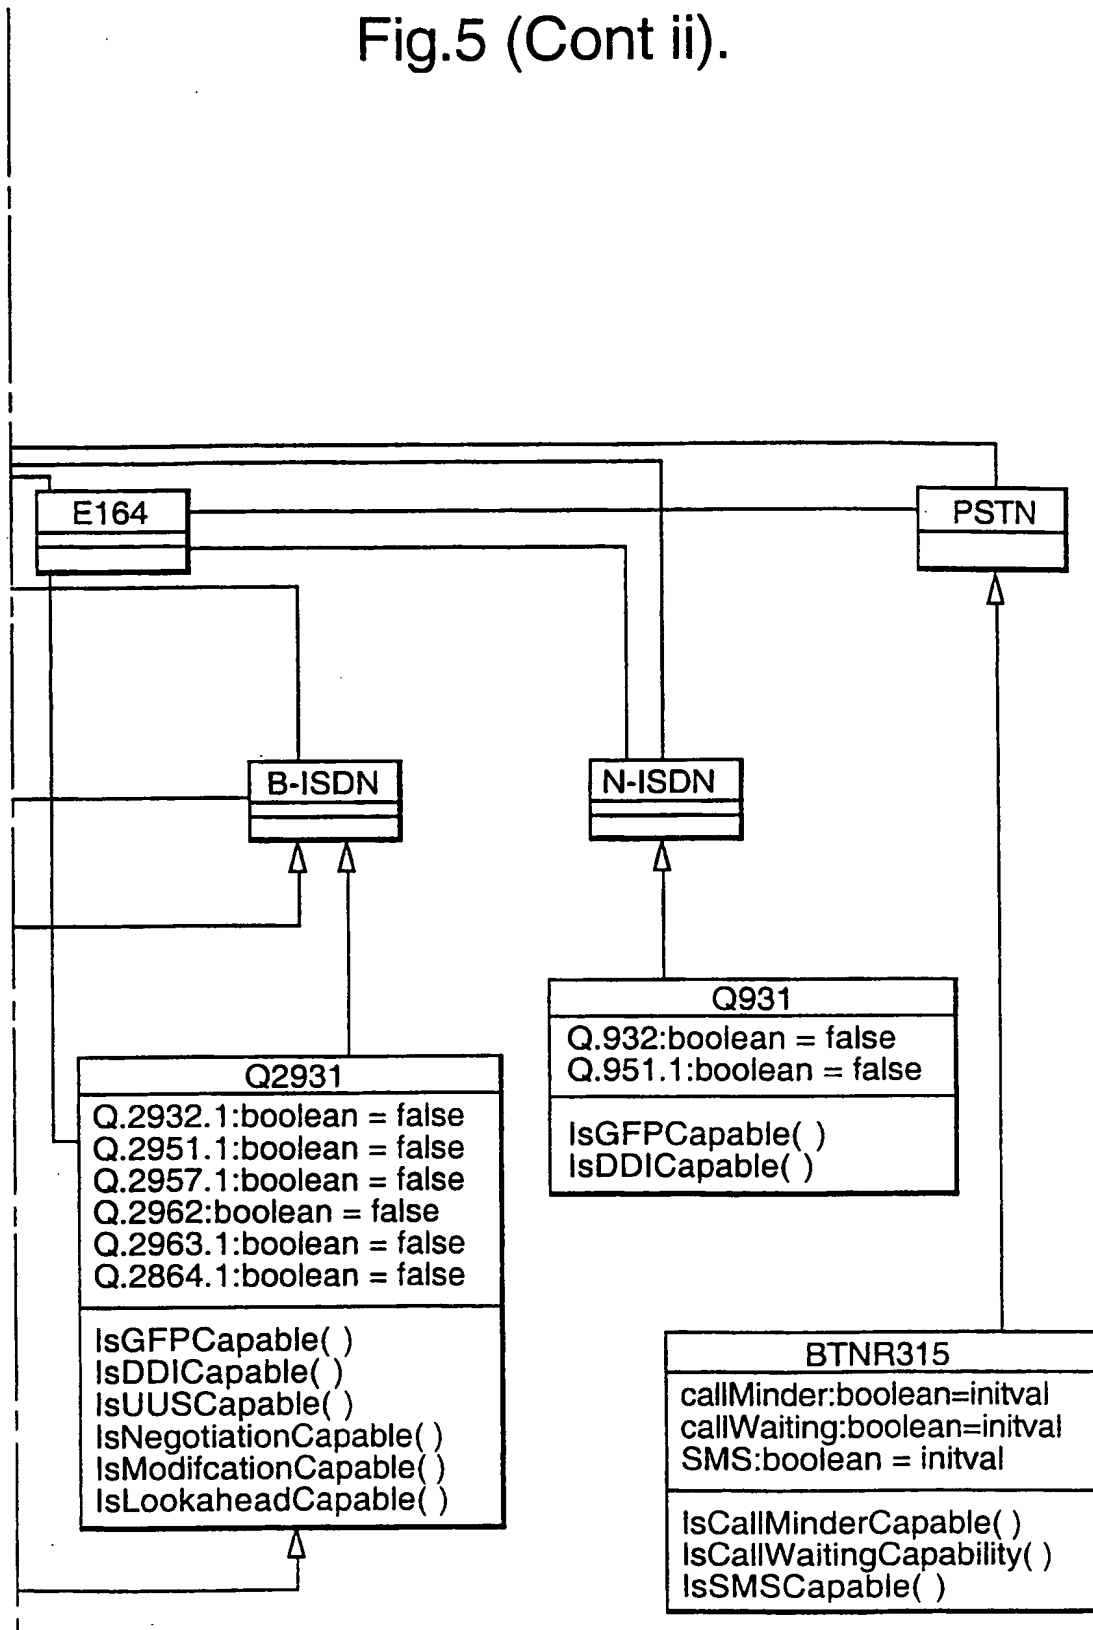 Fig.5 (Cont ii).
E164
PSTN
B-ISDN
N-ISDN
Q931
Q.932:boolean = false
Q.951.1:boolean = false
IsGFPCapable( )
IsDDICapable( )
Q2931
Q.2932.1:boolean = false
Q.2951.1:boolean = false
Q.2957.1:boolean = false
Q.2962:boolean = false
Q.2963.1:boolean = false
Q.2864.1:boolean = false
IsGFPCapable( )
IsDDICapable( )
IsUUSCapable( )
IsNegotiationCapable( )
IsModifcationCapable( )
IsLookaheadCapable( )
BTNR315
callMinder:boolean=initval
callWaiting:boolean=initval
SMS:boolean = initval
IsCallMinderCapable( )
IsCallWaitingCapability( )
IsSMSCapable( )